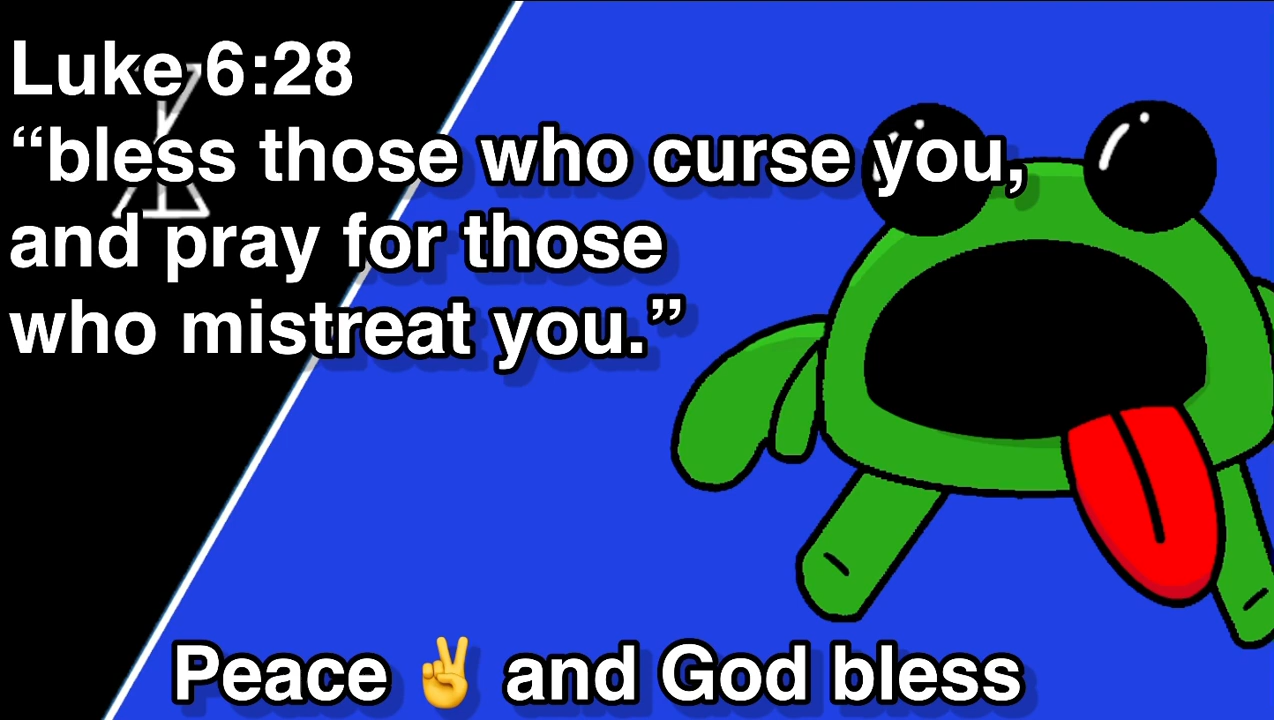 Luke 6:28
“bless those who curse you,
and pray for those
who mistreat you.”
Peace ✌️ and God bless